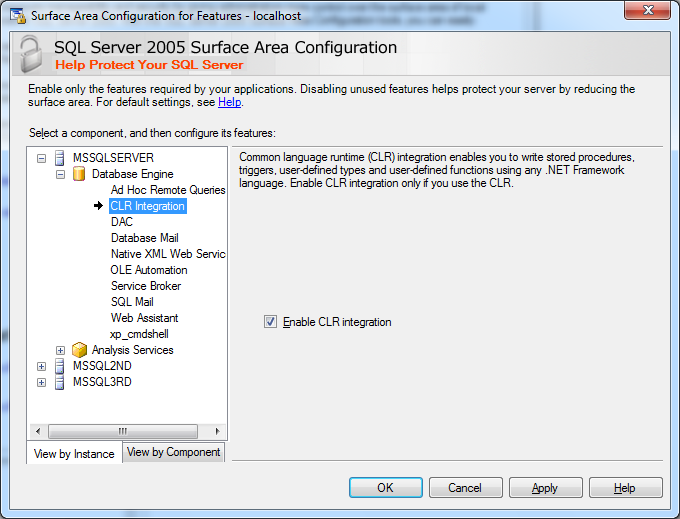 Surface Area Configuration for Features - localhost
SQL Server 2005 Surface Area Configuration
Help Protect Your SQL Server
Enable only the features required by your applications. Disabling unused features helps protect your server by reducing the
surface area. For default settings, see Help.
Select a component, and then configure its features:
MSSQLSERVER
Database Engine
Ad Hoc Remote Queries
CLR Integration
DAC
Database Mail
Native XML Web Servic
OLE Automation
Service Broker
SQL Mail
Web Assistant
xp_cmdshell
Analysis Services
MSSQL2ND
MSSQL3RD
View by Instance
View by Component
Common language runtime (CLR) integration enables you to write stored procedures,
triggers, user-defined types and user-defined functions using any .NET Framework
language. Enable CLR integration only if you use the CLR.
Enable CLR integration
OK
Cancel
Apply
Help